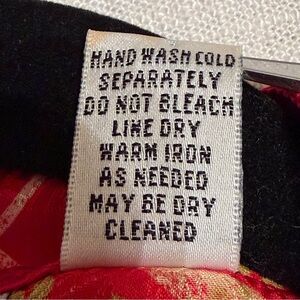 HAND WASH COLD
SEPARATELY
DO NOT BLEACH
LINE DRY
WARM IRON
AS NEEDED
MAY BE DRY
CLEANED